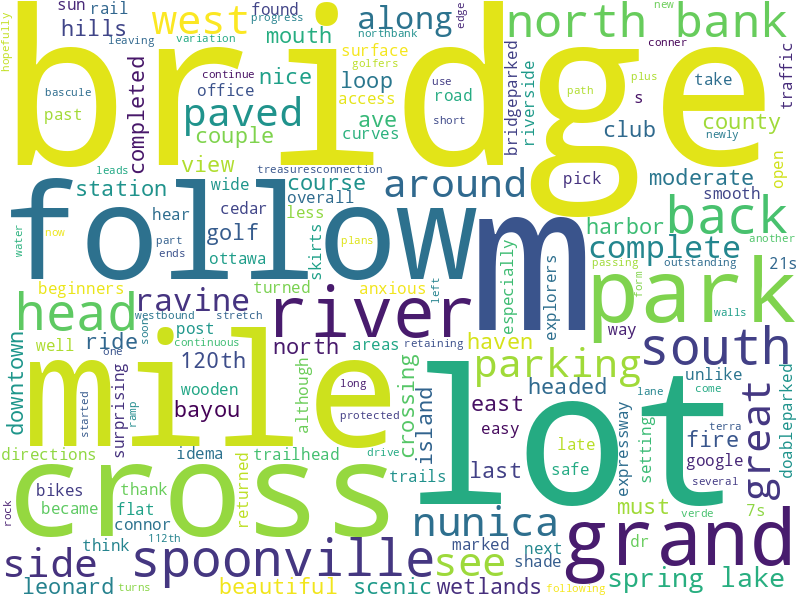 hopefully
sun rail
progress
found
edge
north bank
new
hills
west
along
variation
leaving
mouth
northbank
golfers
conner
bridge
surface
bascule
completed
continue
office
nice
loop
access
use
road
bridgeparked
riverside
path
plus
take
traffic
past
paved
couple
ave
curves
short
s
club
county
newly
view
leads
treasuresconnection
station
wide
course
overall
around
pick
moderate
smooth
open
follow
hear
cedar
less
skirts
m
harbor
back
water
now
part
ends
golf
ottawa
plans
especially
explorers
complete
another
passing
outstanding
21s
beginners
turned
anxious
left
form
park
walls
head
ravine
river
westbound
stretch
soon
post
continuous
north
areas
retaining
haven
way
south
downtown
well
ride
one
120th
parking
mile
started
ramp
surprising
wooden
bayou
long
protected
although
crossing
island
east
easy
headed
unlike
lane
come
expressway
setting
late
safe
lot
great
fire
terra
google
several
doableparked
directions
idema
trailhead
drive
trails
last
cross
rock
bikes
became
thank
flat
connor
returned
nunica
must
dr
verde
7s
grand
side
think
112th
spoonville
see
marked
next
shade
leonard
turns
beautiful
scenic
wetlands
following
spring lake